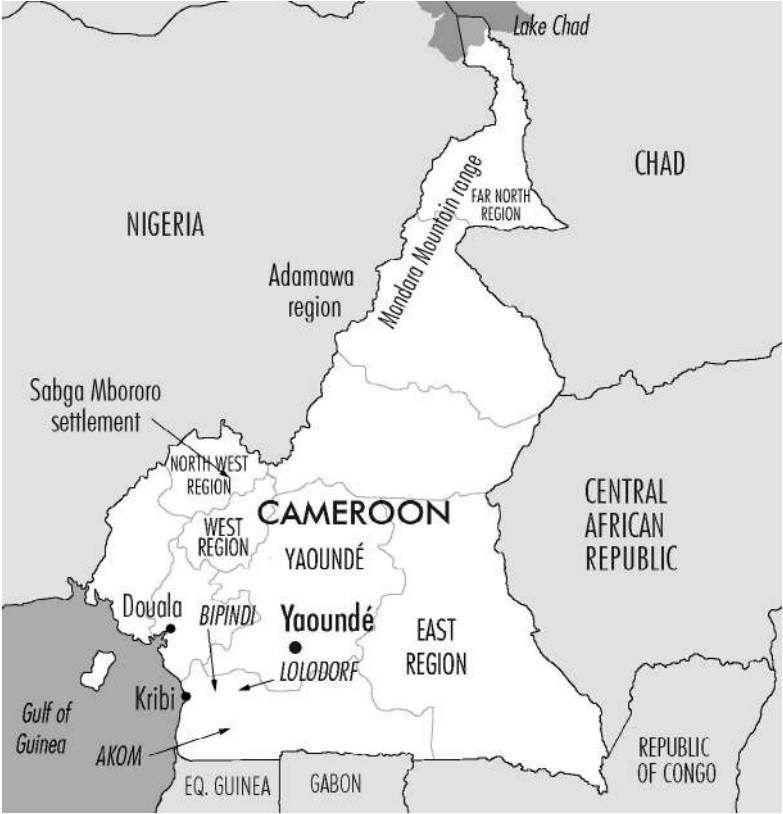 Lake Chad
CHAD
NIGERIA
Mandara Mountain range
FAR NORTH
REGION
Adamawa
region
Sabga Mbororo
settlement
NORTH WEST
REGION
CENTRAL
AFRICAN
REPUBLIC
CAMEROON
WEST
REGION
YAOUNDÉ
Douala
BIPINDI
Yaoundé
EAST
REGION
LOLODORF
Kribi
Gulf of
Guinea
AKOM
REPUBLIC
OF CONGO
EQ. GUINEA
GABON